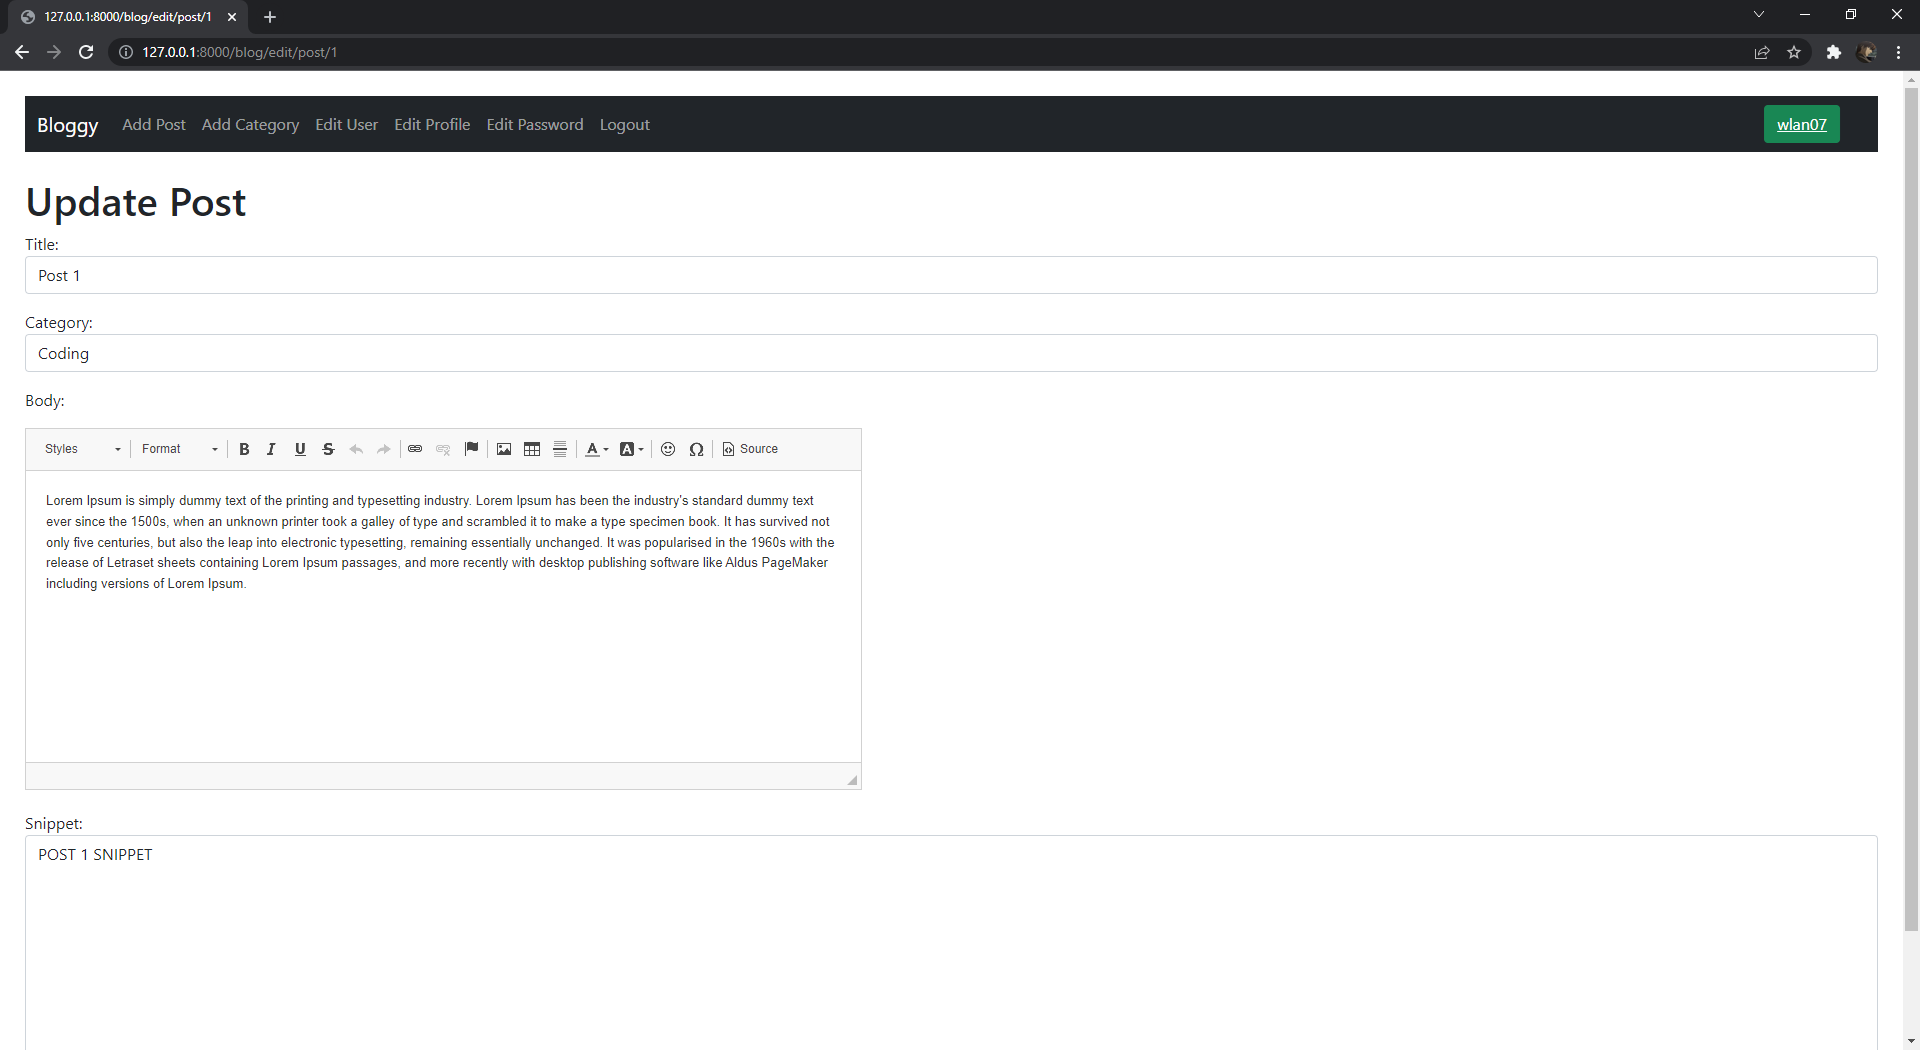 127.0.0.1:8000/blog/edit/post/1
127.0.0.1:8000/blog/edit/post/1
Bloggy Add Post Add Category Edit User Edit Profile Edit Password Logout wlan07
Update Post
Title:
Post 1
Category:
Coding
Body:
Styles Format B I U S A A Ω Source
Lorem Ipsum is simply dummy text of the printing and typesetting industry. Lorem Ipsum has been the industry's standard dummy text
ever since the 1500s, when an unknown printer took a galley of type and scrambled it to make a type specimen book. It has survived not
only five centuries, but also the leap into electronic typesetting, remaining essentially unchanged. It was popularised in the 1960s with the
release of Letraset sheets containing Lorem Ipsum passages, and more recently with desktop publishing software like Aldus PageMaker
including versions of Lorem Ipsum.
Snippet:
POST 1 SNIPPET